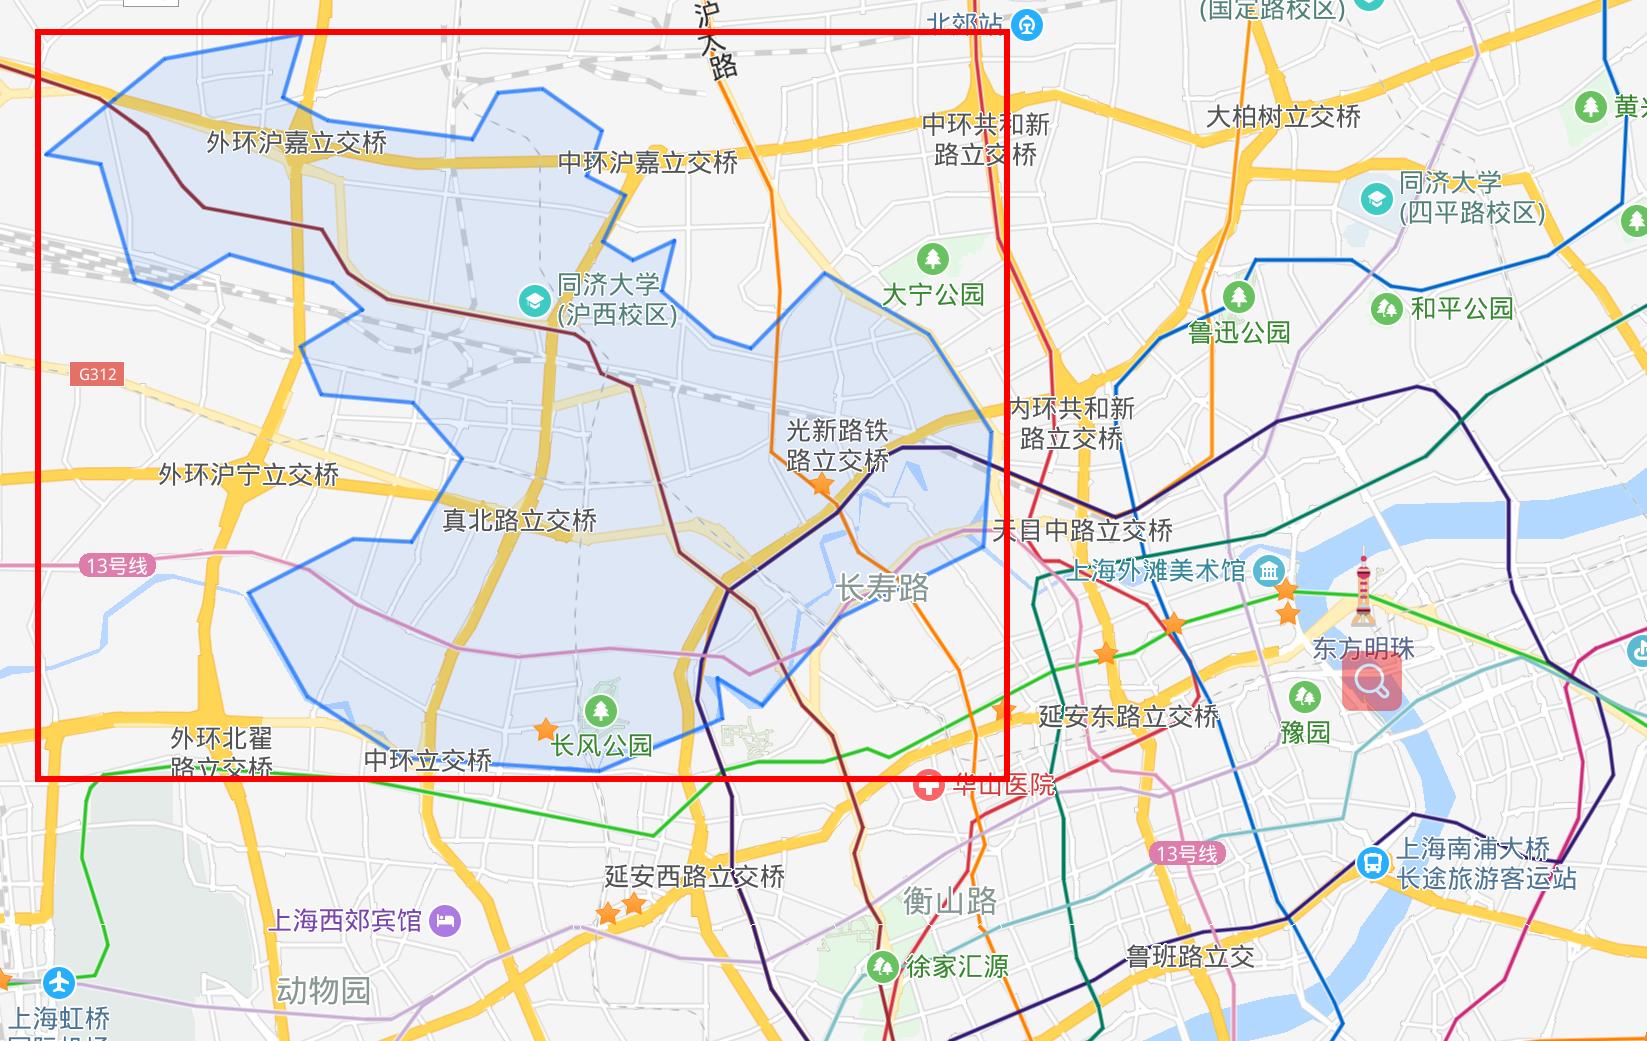 (国定路校区)
沪太路
北郊站
大柏树立交桥
中环共和新
路立交桥
外环沪嘉立交桥
中环沪嘉立交桥
同济大学
(四平路校区)
大宁公园
同济大学
(沪西校区)
和平公园
鲁迅公园
G312
内环共和新
路立交桥
光新路铁
路立交桥
外环沪宁立交桥
真北路立交桥
天目中路立交桥
13号线
上海外滩美术馆
长寿路
东方明珠
延安东路立交桥
豫园
外环北翟
路立交桥
长风公园
中环立交桥
华山医院
13号线
上海南浦大桥
长途旅游客运站
延安西路立交桥
衡山路
上海西郊宾馆
鲁班路立交
徐家汇源
动物园
上海虹桥